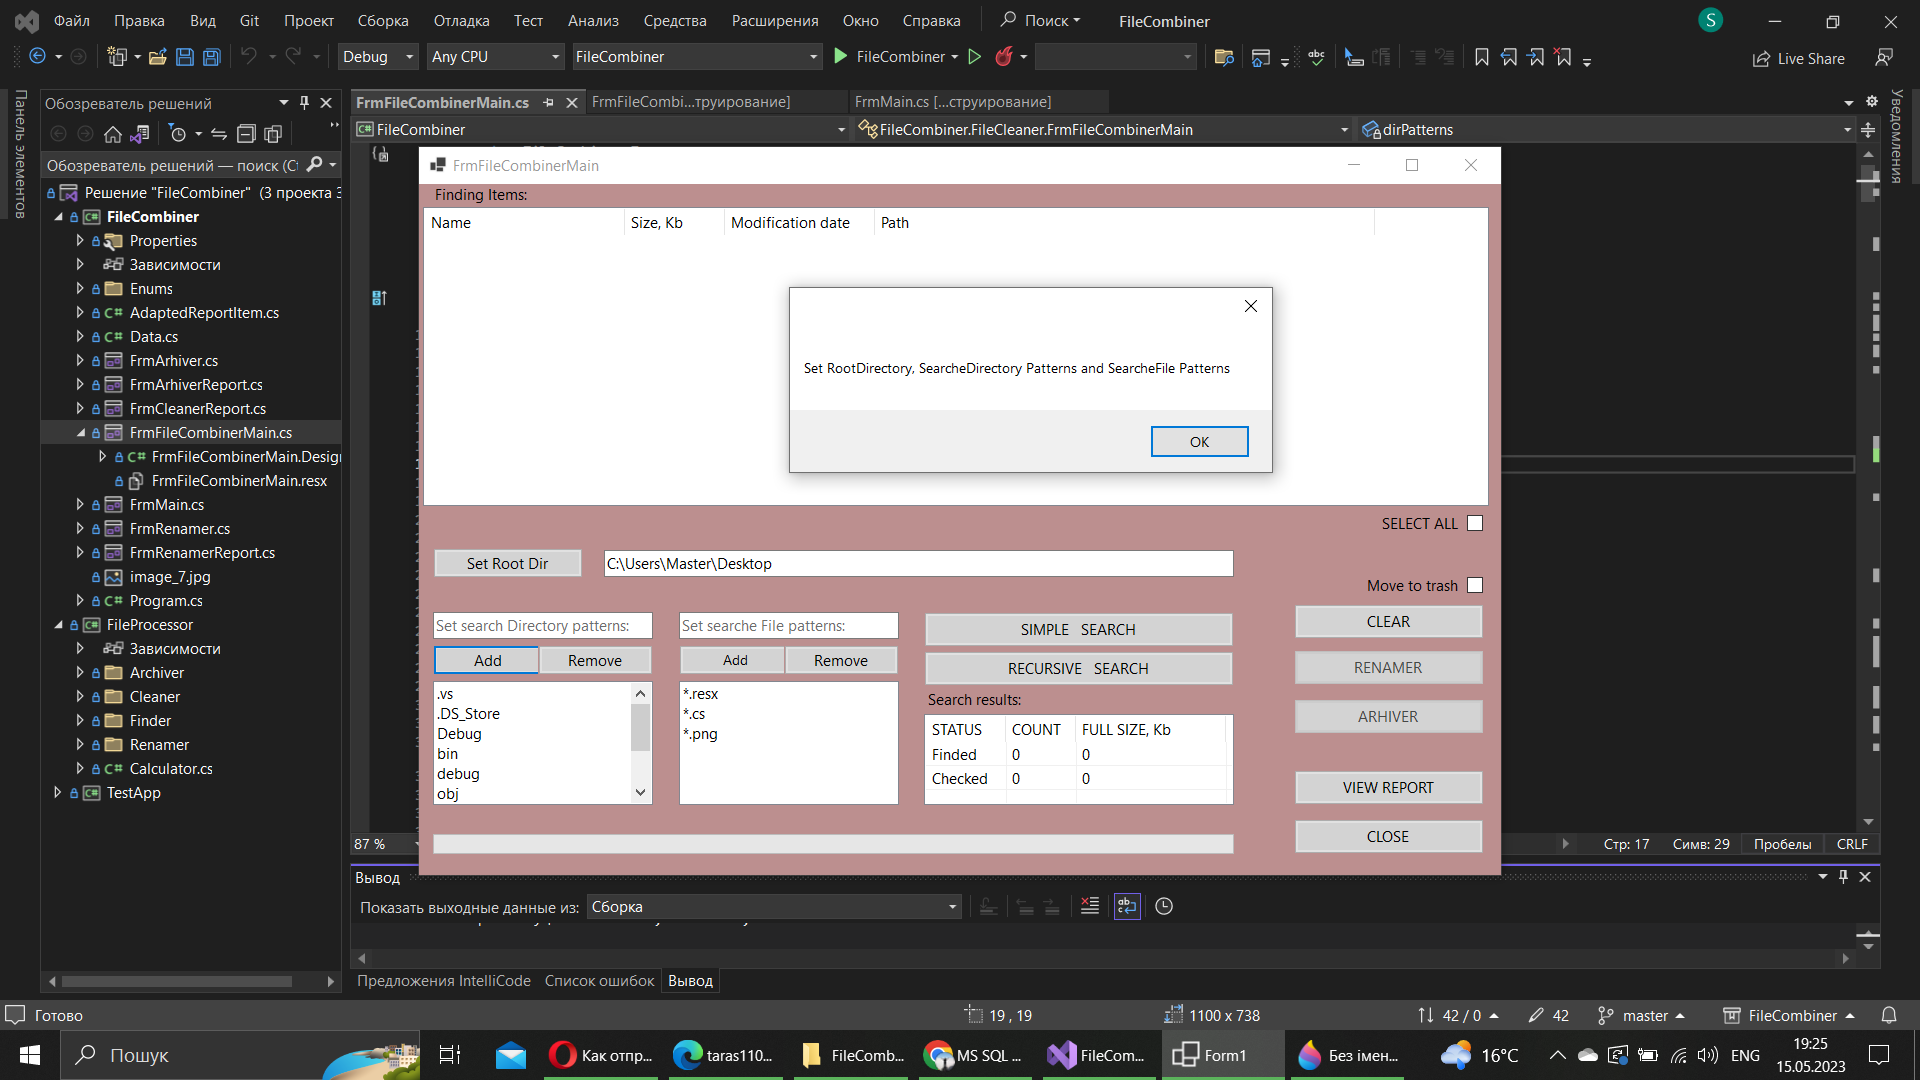 Файл Правка Вид Git Проект Сборка Отладка Тест Анализ Средства Расширения Окно Справка Поиск FileCombiner S
Debug Any CPU FileCombiner FileCombiner Live Share
Панель элементов
Обозреватель решений
Обозреватель решений — поиск (Ct
Решение "FileCombiner" (3 проекта 3
FileCombiner
Properties
Зависимости
Enums
AdaptedReportItem.cs
Data.cs
FrmArhiver.cs
FrmArhiverReport.cs
FrmCleanerReport.cs
FrmFileCombinerMain.cs
FrmFileCombinerMain.Desig
FrmFileCombinerMain.resx
FrmMain.cs
FrmRenamer.cs
FrmRenamerReport.cs
image_7.jpg
Program.cs
FileProcessor
Зависимости
Archiver
Cleaner
Finder
Renamer
Calculator.cs
TestApp
FrmFileCombinerMain.cs FrmFileCombi...труирование] FrmMain.cs [...струирование]
FileCombiner FileCombiner.FileCleaner.FrmFileCombinerMain dirPatterns
Уведомления
FrmFileCombinerMain
Finding Items:
Name Size, Kb Modification date Path
Set RootDirectory, SearcheDirectory Patterns and SearcheFile Patterns
OK
SELECT ALL
Set Root Dir C:\Users\Master\Desktop
Move to trash
Set search Directory patterns: Set searche File patterns: SIMPLE SEARCH CLEAR
Add Remove Add Remove RECURSIVE SEARCH RENAMER
.vs
.DS_Store
Debug
bin
debug
obj
*.resx
*.cs
*.png
Search results:
STATUS COUNT FULL SIZE, Kb
Finded 0 0
Checked 0 0
ARHIVER
VIEW REPORT
CLOSE
87 % Стр: 17 Симв: 29 Пробелы CRLF
Вывод
Показать выходные данные из: Сборка
Предложения IntelliCode Список ошибок Вывод
Готово 19 , 19 1100 x 738 42 / 0 42 master FileCombiner
Пошук Как отпр... taras110... FileComb... MS SQL ... FileCom... Form1 Без імен... 16°C ENG
19:25
15.05.2023